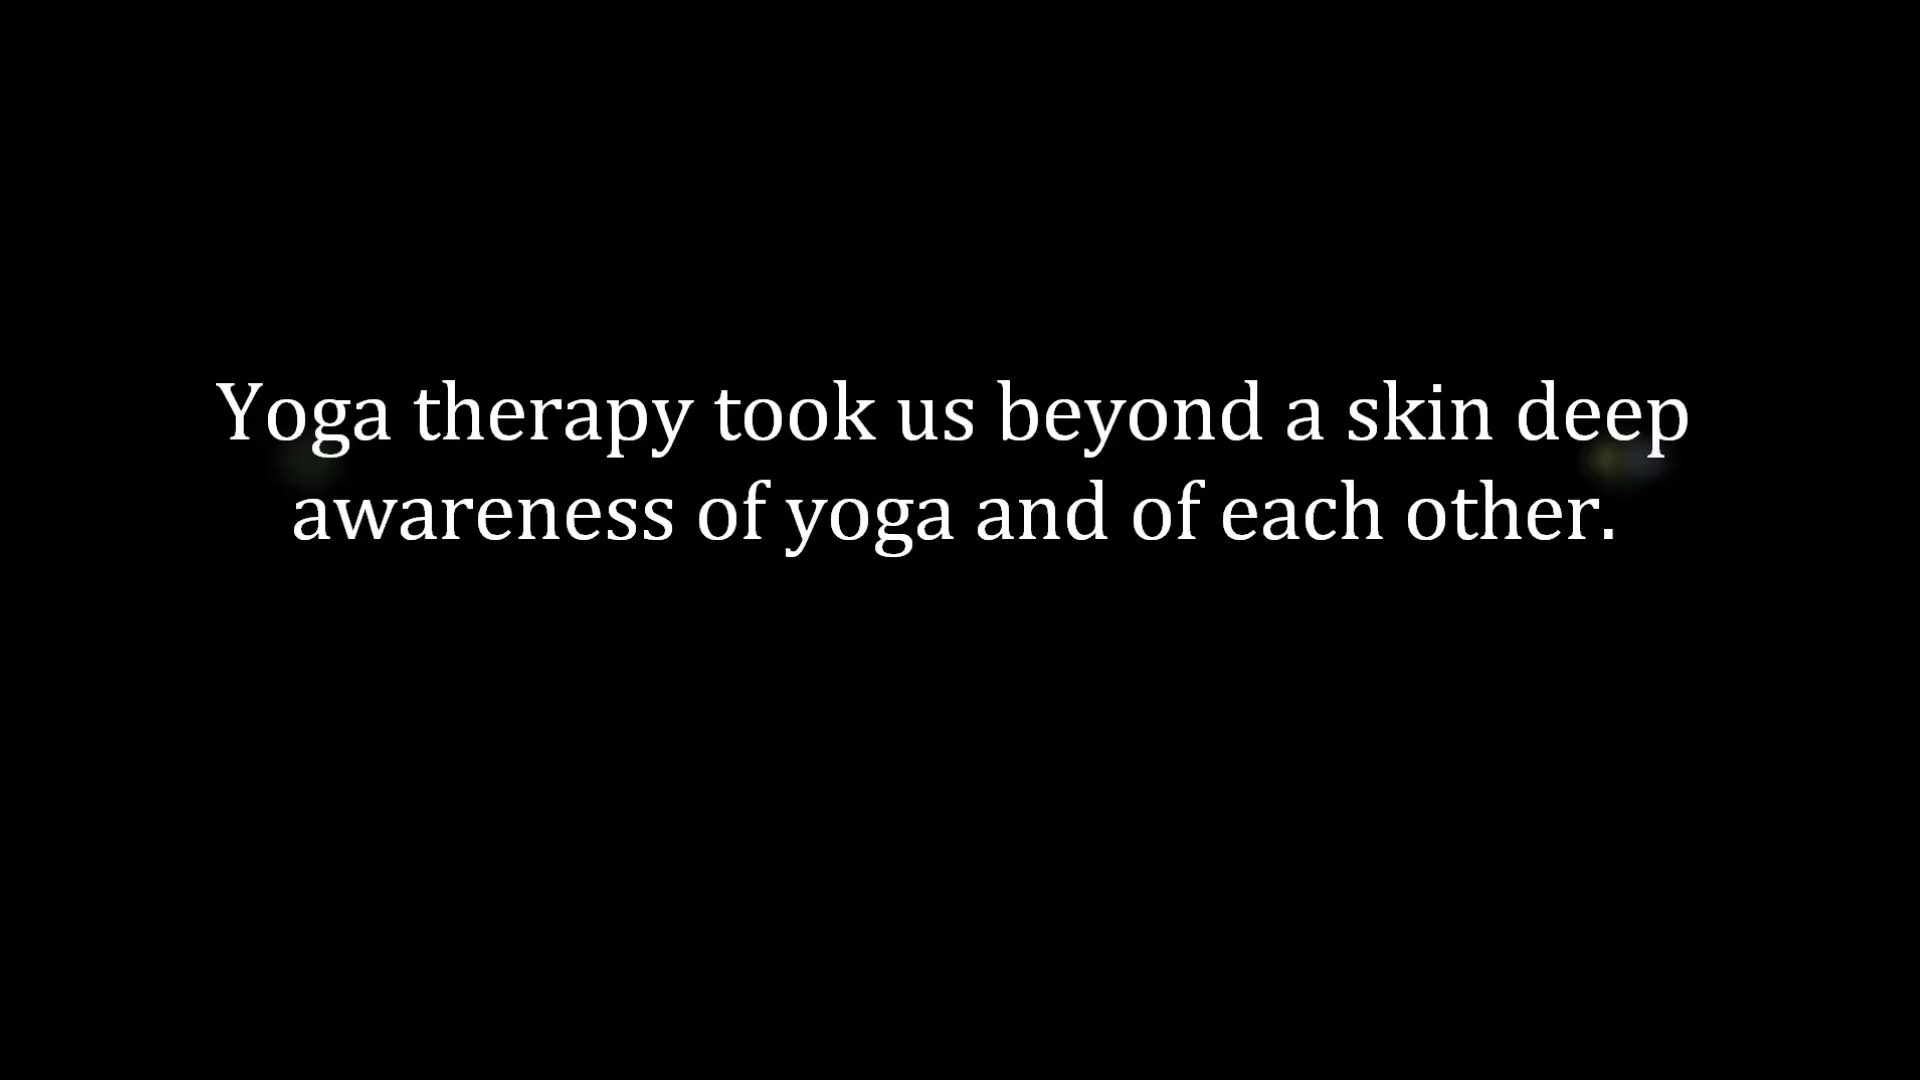 Yoga therapy took us beyond a skin deep
awareness of yoga and of each other.